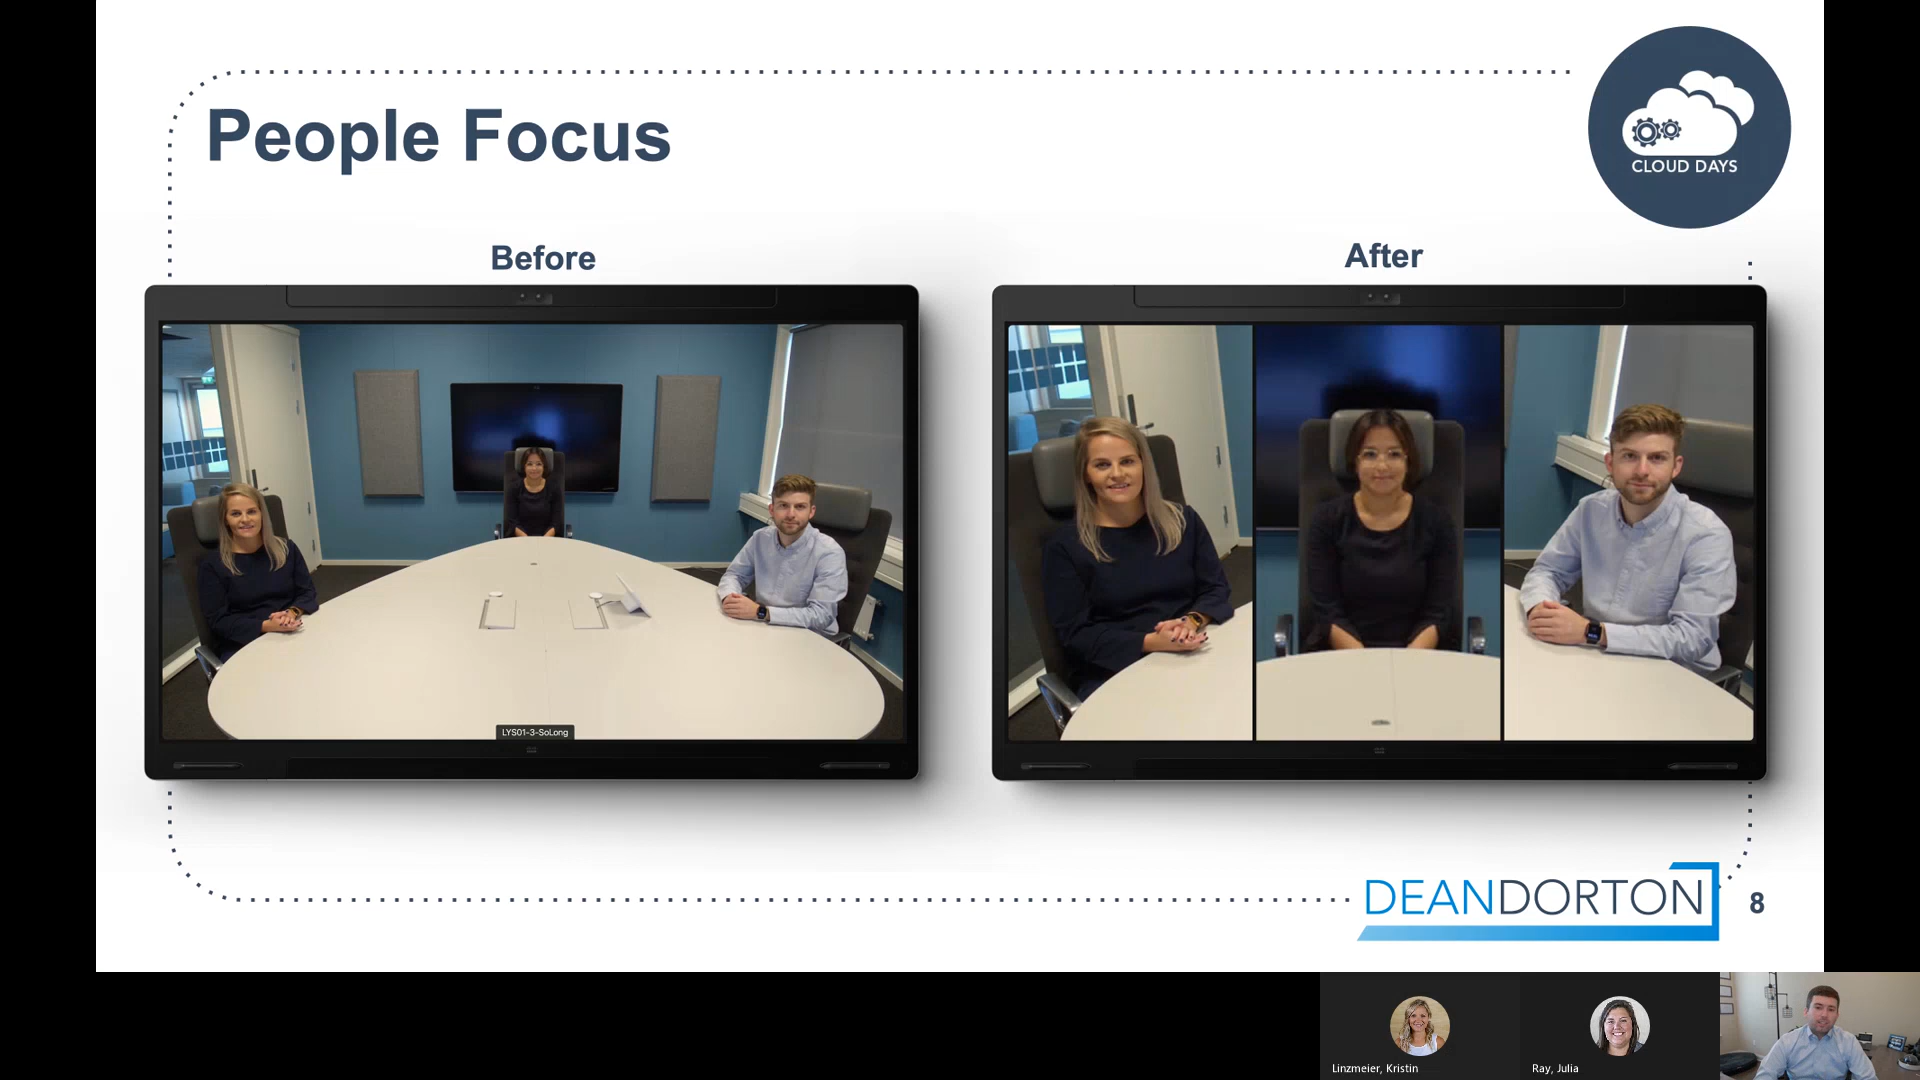 People Focus
CLOUD DAYS
Before
After
LYS01-3-SoLong
DEANDORTON
8
Linzmeier, Kristin
Ray, Julia